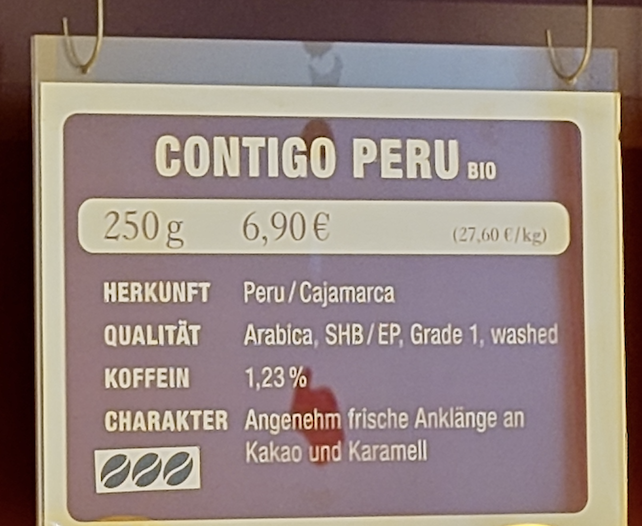 CONTIGO PERU BIO
250 g 6,90 € (27,60 €/kg)
HERKUNFT Peru / Cajamarca
QUALITÄT Arabica, SHB / EP, Grade 1, washed
KOFFEIN 1,23 %
CHARAKTER Angenehm frische Anklänge an
Kakao und Karamell